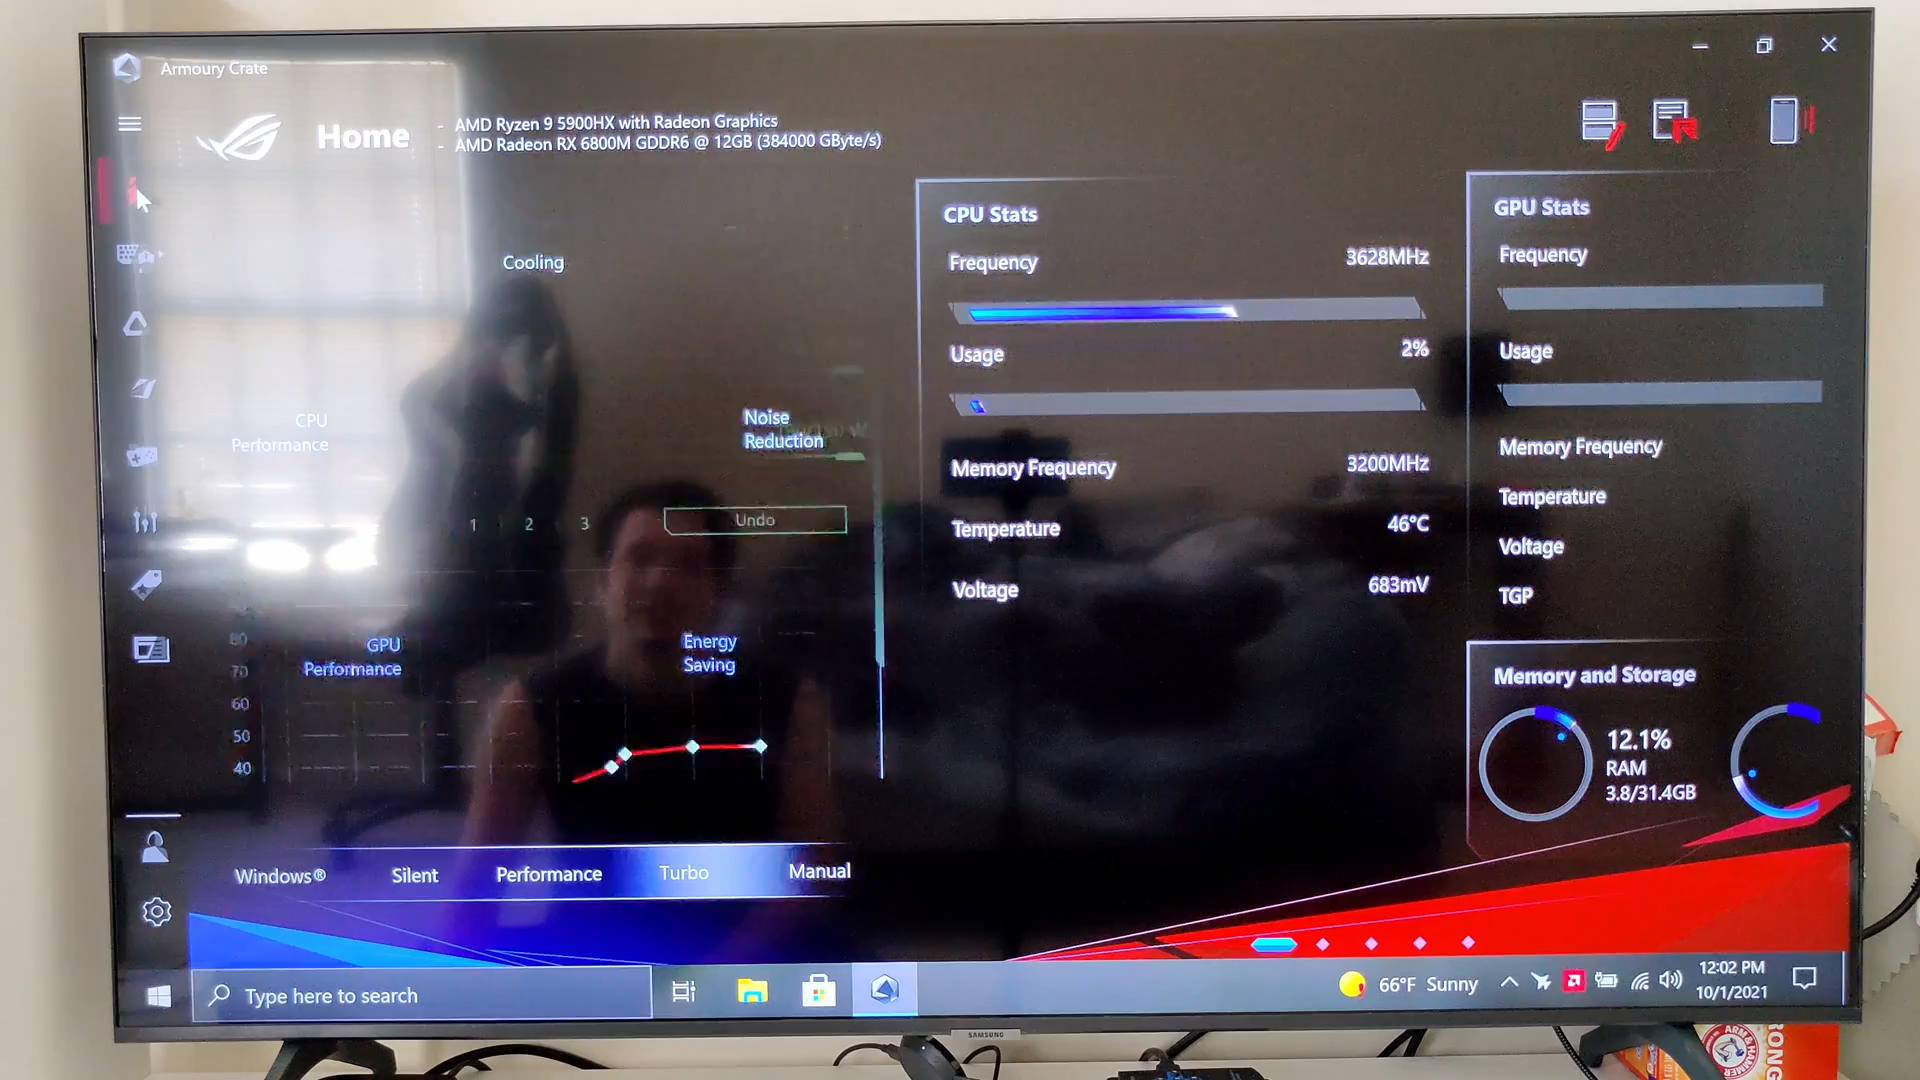 Armoury Crate
Home
- AMD Ryzen 9 5900HX with Radeon Graphics
- AMD Radeon RX 6800M GDDR6 @ 12GB (384000 GByte/s)
Cooling
CPU
Performance
Noise
Reduction
1 2 3
Undo
GPU
Performance
Energy
Saving
80
70
60
50
40
Windows® Silent Performance Turbo Manual
CPU Stats
Frequency 3628MHz
Usage 2%
Memory Frequency 3200MHz
Temperature 46°C
Voltage 683mV
GPU Stats
Frequency
Usage
Memory Frequency
Temperature
Voltage
TGP
Memory and Storage
12.1%
RAM
3.8/31.4GB
Type here to search
66°F Sunny
12:02 PM
10/1/2021
SAMSUNG
ARM & HAMMER